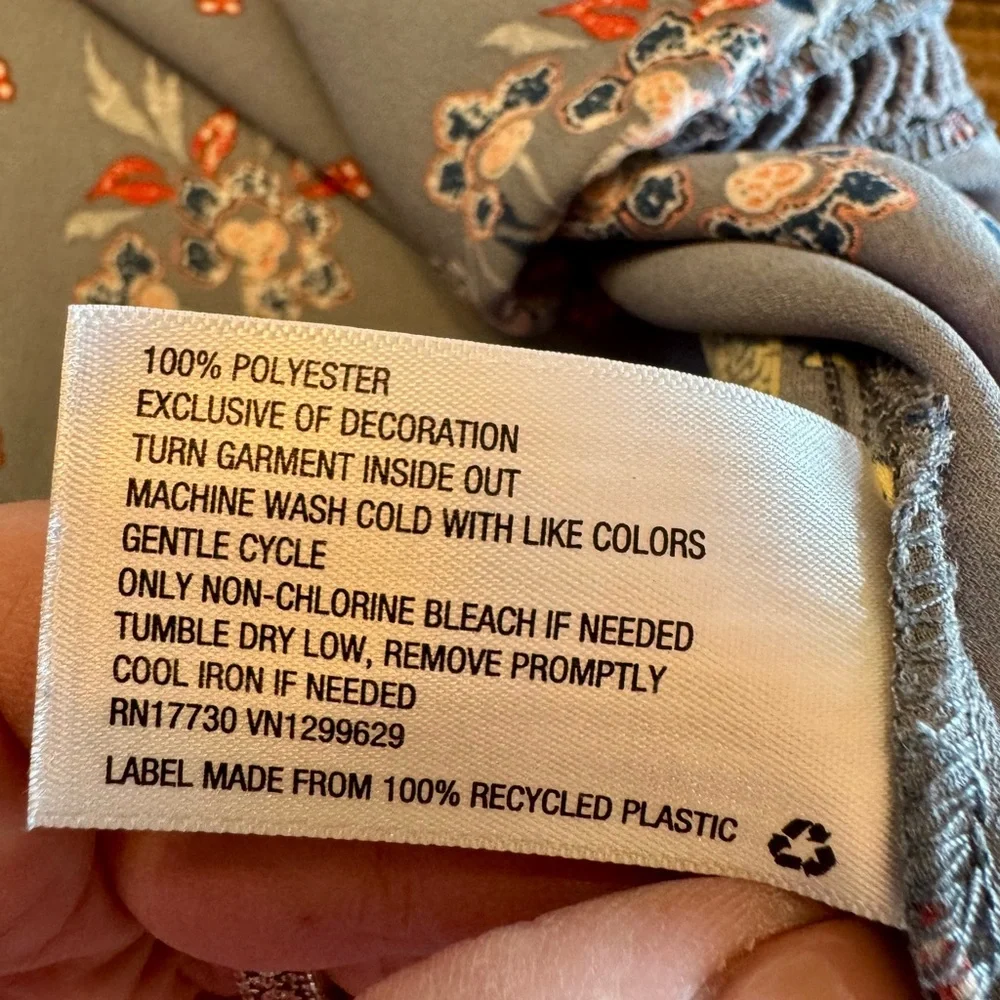 100% POLYESTER
EXCLUSIVE OF DECORATION
TURN GARMENT INSIDE OUT
MACHINE WASH COLD WITH LIKE COLORS
GENTLE CYCLE
ONLY NON-CHLORINE BLEACH IF NEEDED
TUMBLE DRY LOW, REMOVE PROMPTLY
COOL IRON IF NEEDED
RN17730 VN1299629
LABEL MADE FROM 100% RECYCLED PLASTIC